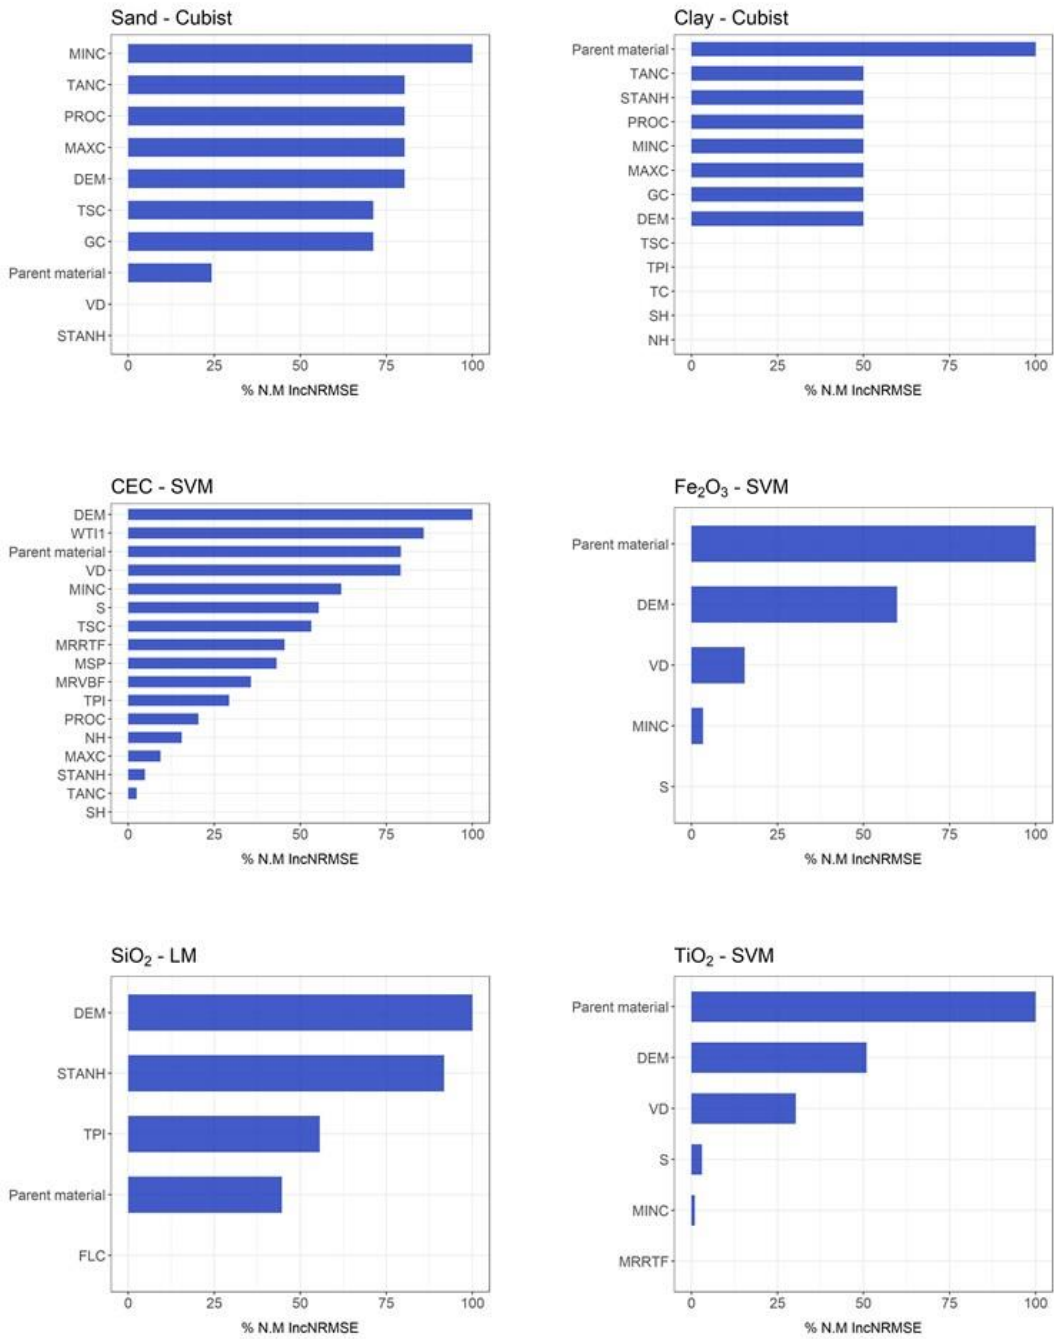 Sand - Cubist
MINC
TANC
PROC
MAXC
DEM
TSC
GC
Parent material
VD
STANH
0 25 50 75 100
% N.M IncNRMSE
Clay - Cubist
Parent material
TANC
STANH
PROC
MINC
MAXC
GC
DEM
TSC
TPI
TC
SH
NH
0 25 50 75 100
% N.M IncNRMSE
CEC - SVM
DEM
WTI1
Parent material
VD
MINC
S
TSC
MRRTF
MSP
MRVBF
TPI
PROC
NH
MAXC
STANH
TANC
SH
0 25 50 75 100
% N.M IncNRMSE
Fe₂O₃ - SVM
Parent material
DEM
VD
MINC
S
0 25 50 75 100
% N.M IncNRMSE
SiO₂ - LM
DEM
STANH
TPI
Parent material
FLC
0 25 50 75 100
% N.M IncNRMSE
TiO₂ - SVM
Parent material
DEM
VD
S
MINC
MRRTF
0 25 50 75 100
% N.M IncNRMSE